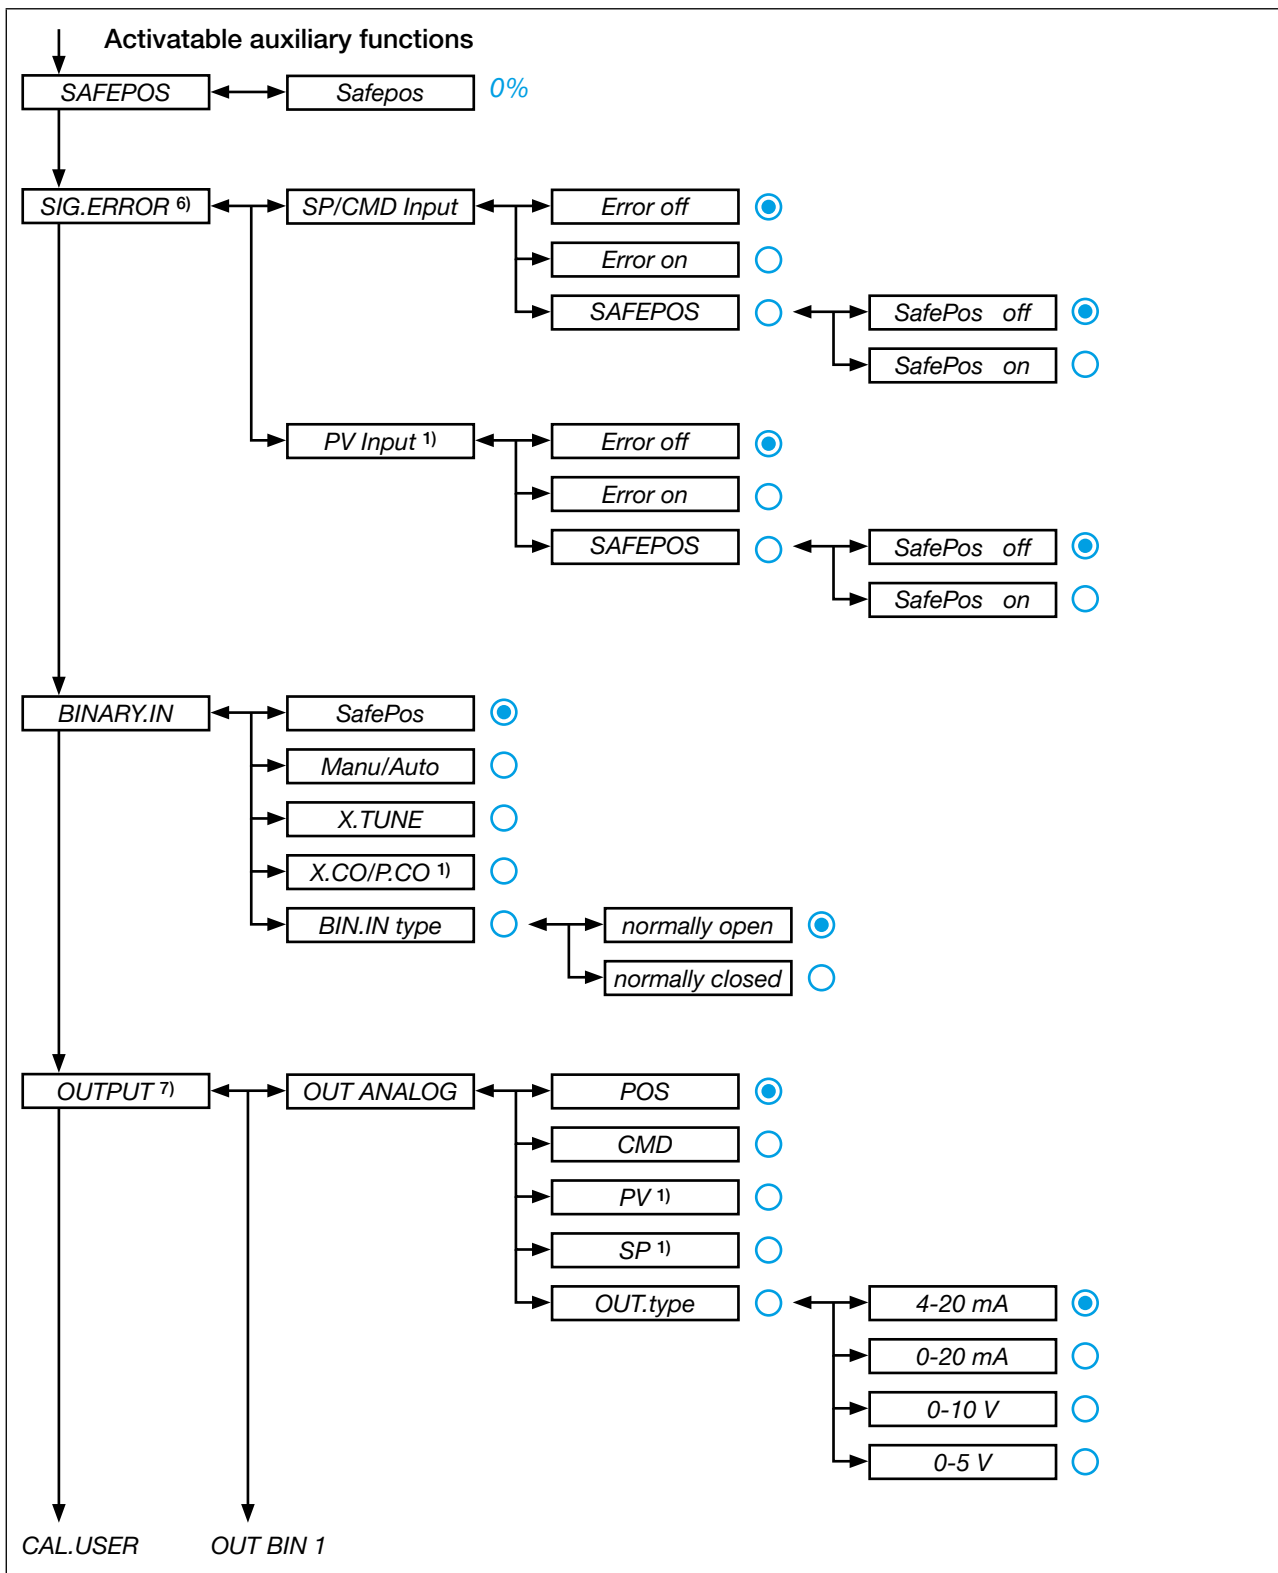 Activatable auxiliary functions
SAFEPOS
Safepos
0%
SIG.ERROR 6)
SP/CMD Input
Error off
Error on
SAFEPOS
SafePos off
SafePos on
PV Input 1)
Error off
Error on
SAFEPOS
SafePos off
SafePos on
BINARY.IN
SafePos
Manu/Auto
X.TUNE
X.CO/P.CO 1)
BIN.IN type
normally open
normally closed
OUTPUT 7)
OUT ANALOG
POS
CMD
PV 1)
SP 1)
OUT.type
4-20 mA
0-20 mA
0-10 V
0-5 V
CAL.USER
OUT BIN 1